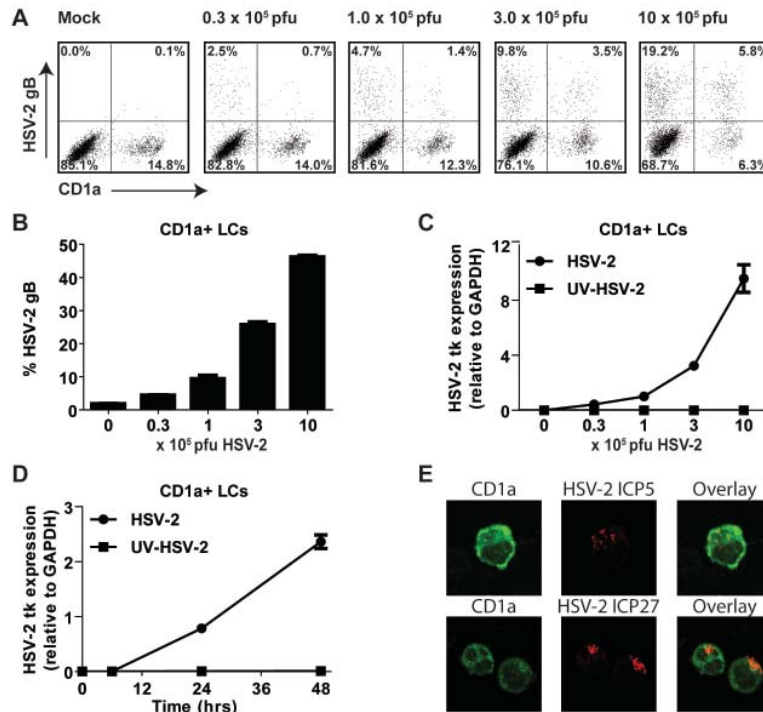 A
Mock
0.3 x 10⁵ pfu
1.0 x 10⁵ pfu
3.0 x 10⁵ pfu
10 x 10⁵ pfu
HSV-2 gB
0.0% 0.1%
85.1% 14.8%
2.5% 0.7%
82.8% 14.0%
4.7% 1.4%
81.6% 12.3%
9.8% 3.5%
76.1% 10.6%
19.2% 5.8%
68.7% 6.3%
CD1a
B
CD1a+ LCs
% HSV-2 gB
50
40
30
20
10
0
0 0.3 1 3 10
x 10⁵ pfu HSV-2
C
CD1a+ LCs
HSV-2
UV-HSV-2
HSV-2 tk expression
(relative to GAPDH)
12
8
4
0
0 0.3 1 3 10
x 10⁵ pfu HSV-2
D
CD1a+ LCs
HSV-2
UV-HSV-2
HSV-2 tk expression
(relative to GAPDH)
3
2
1
0
0 12 24 36 48
Time (hrs)
E
CD1a HSV-2 ICP5 Overlay
CD1a HSV-2 ICP27 Overlay